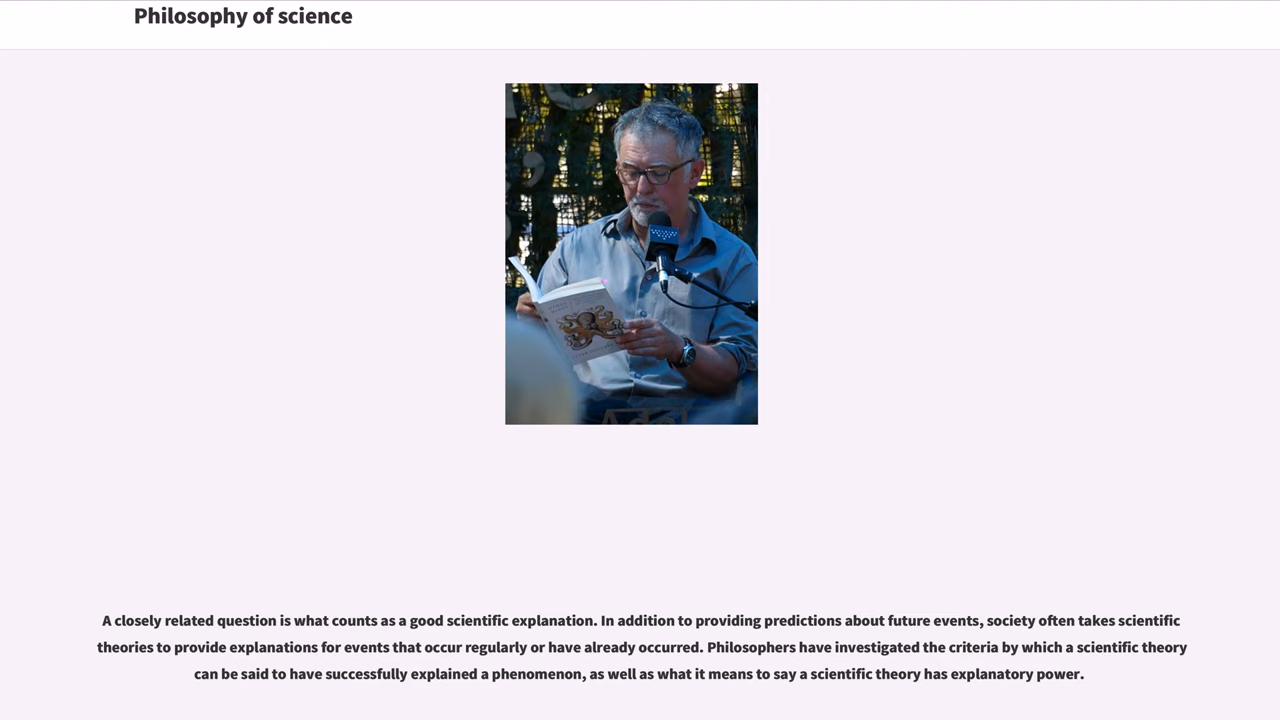 Philosophy of science
A closely related question is what counts as a good scientific explanation. In addition to providing predictions about future events, society often takes scientific
theories to provide explanations for events that occur regularly or have already occurred. Philosophers have investigated the criteria by which a scientific theory
can be said to have successfully explained a phenomenon, as well as what it means to say a scientific theory has explanatory power.